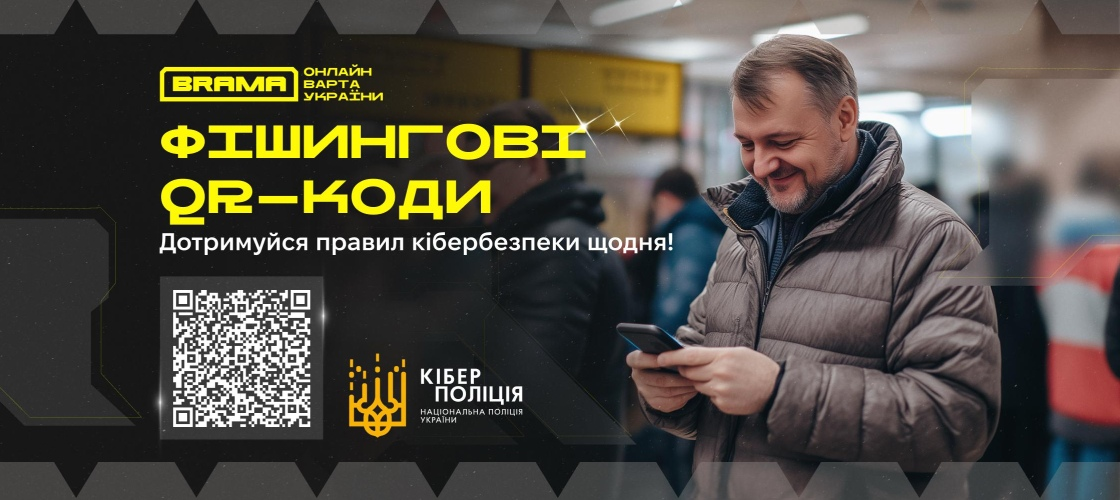 BRAMA
ОНЛАЙН
ВАРТА
УКРАЇНИ
ФІШИНГОВІ
QR-КОДИ
Дотримуйся правил кібербезпеки щодня!
КІБЕР
ПОЛІЦІЯ
НАЦІОНАЛЬНА ПОЛІЦІЯ
УКРАЇНИ